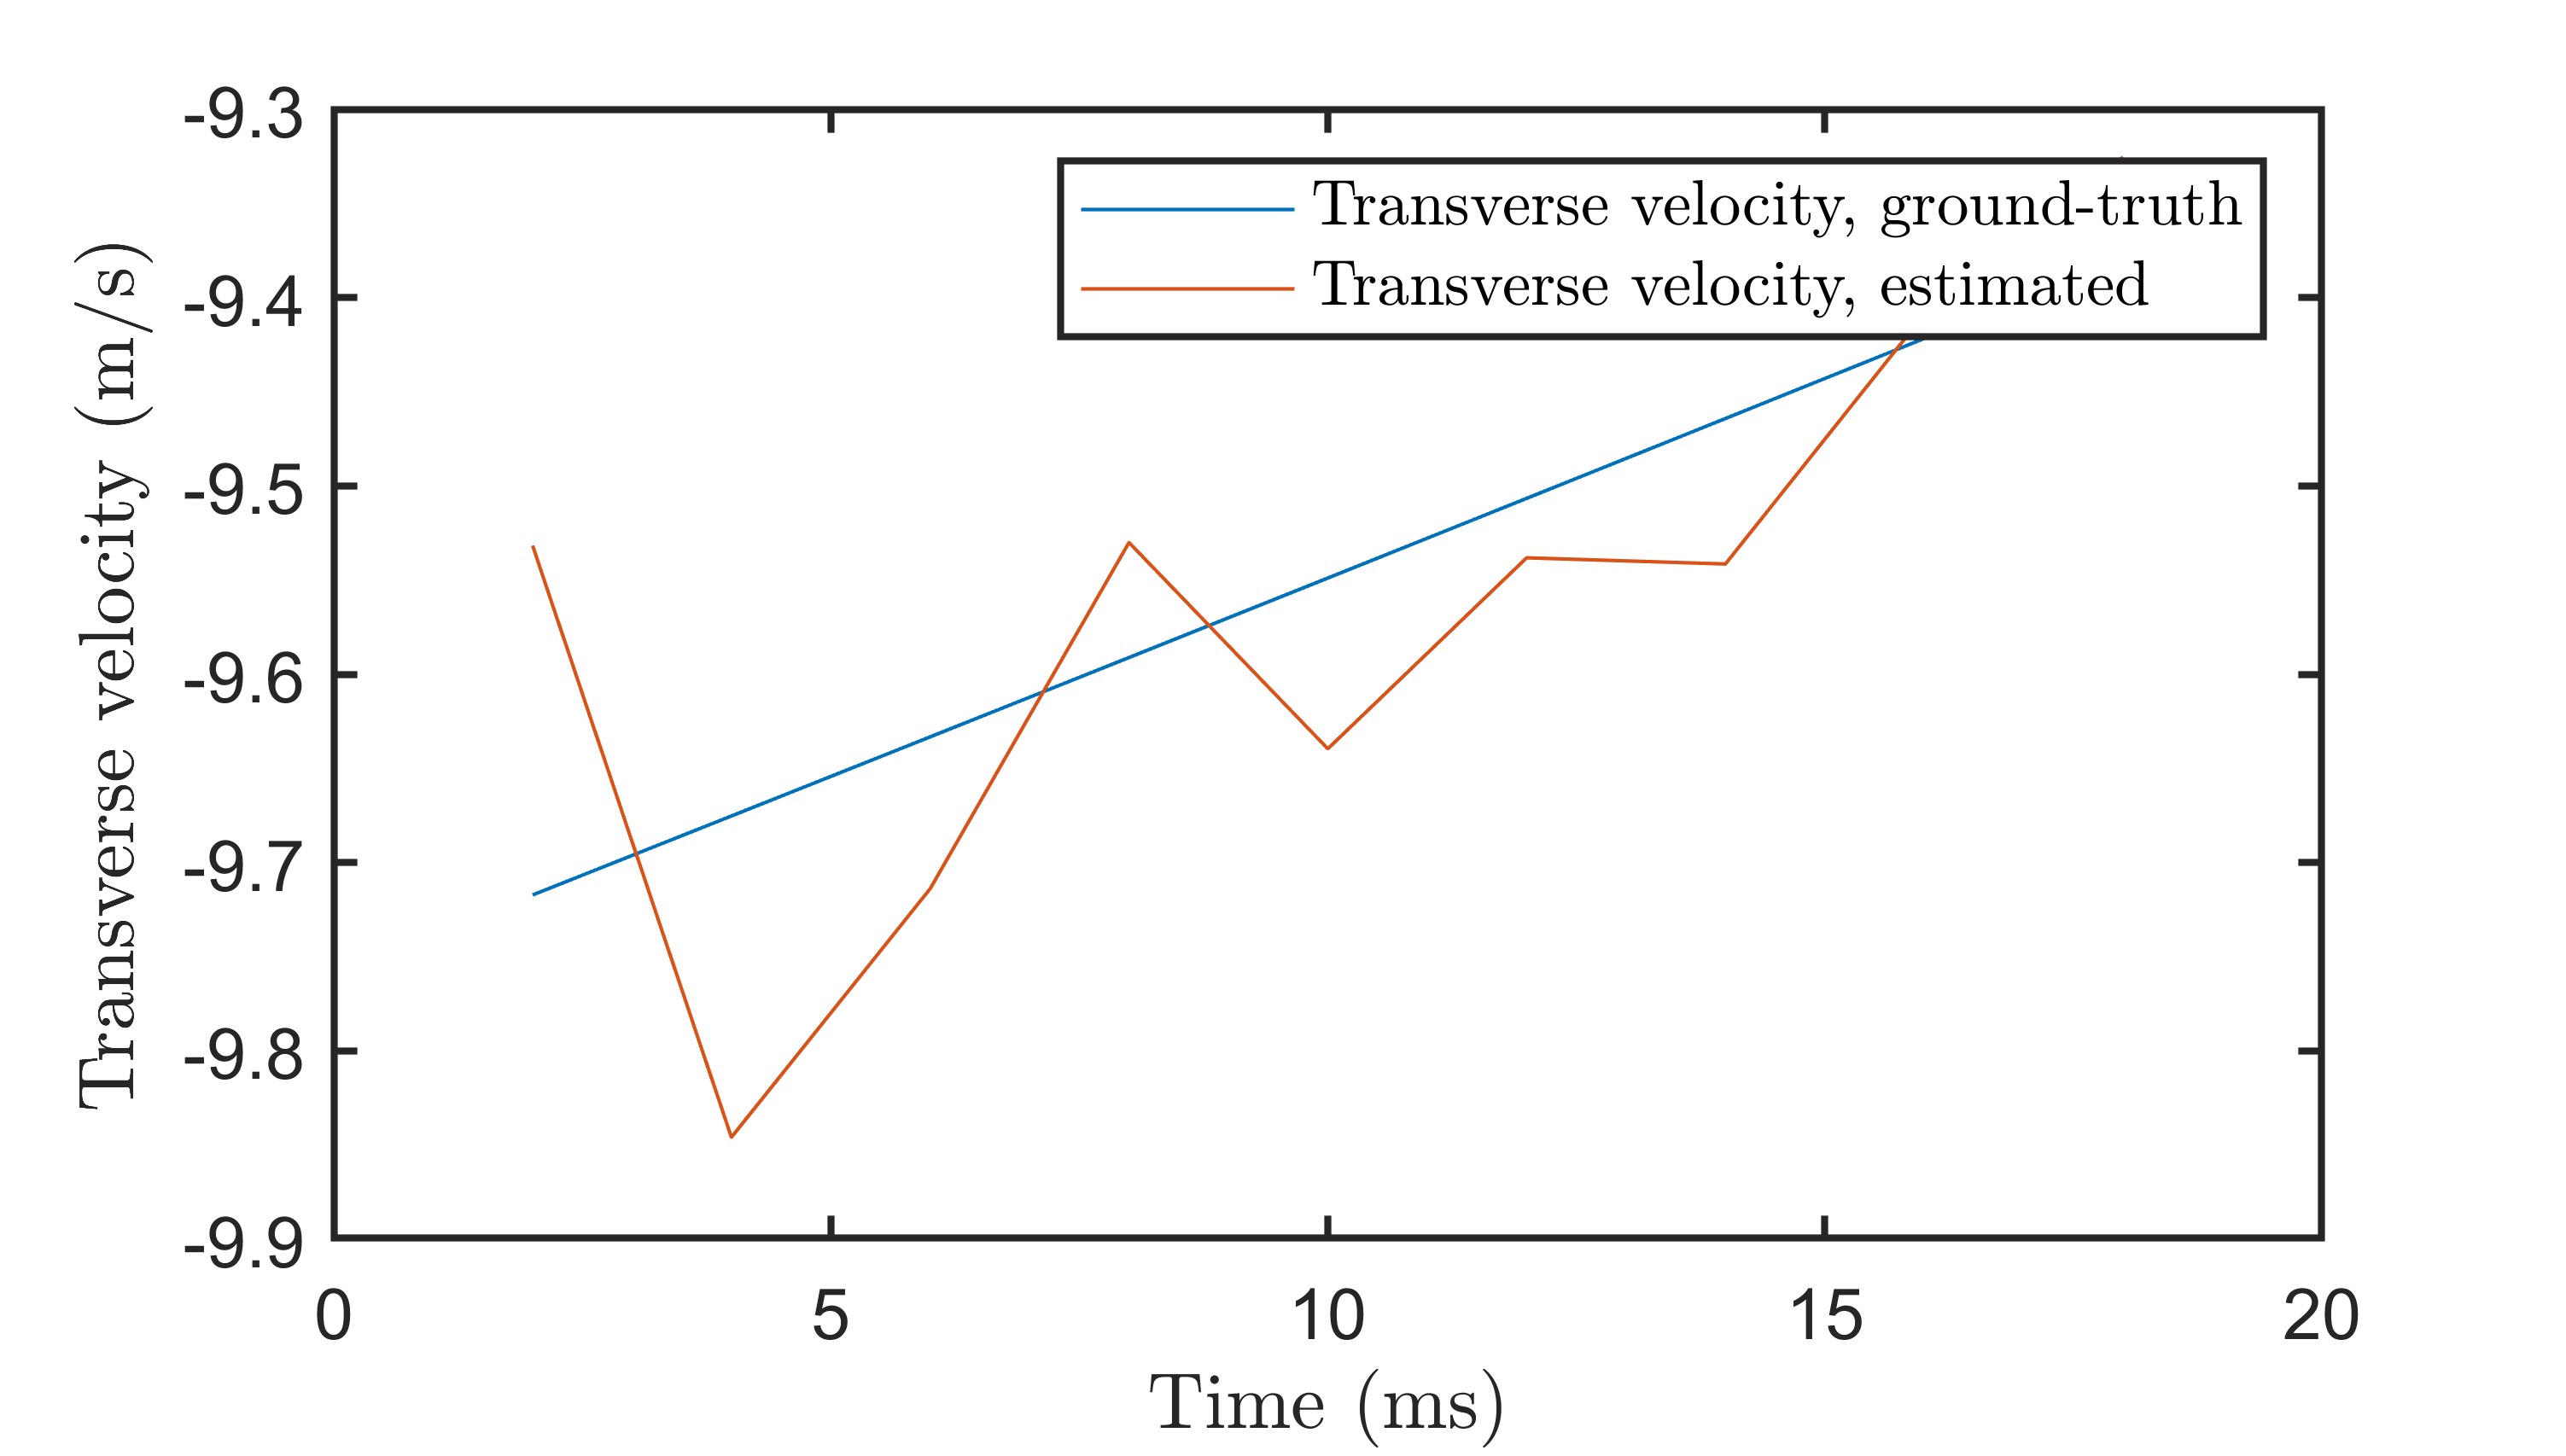 -9.3
Transverse velocity, ground-truth
Transverse velocity, estimated
-9.4
-9.5
-9.6
-9.7
-9.8
-9.9
Transverse velocity (m/s)
0 5 10 15 20
Time (ms)